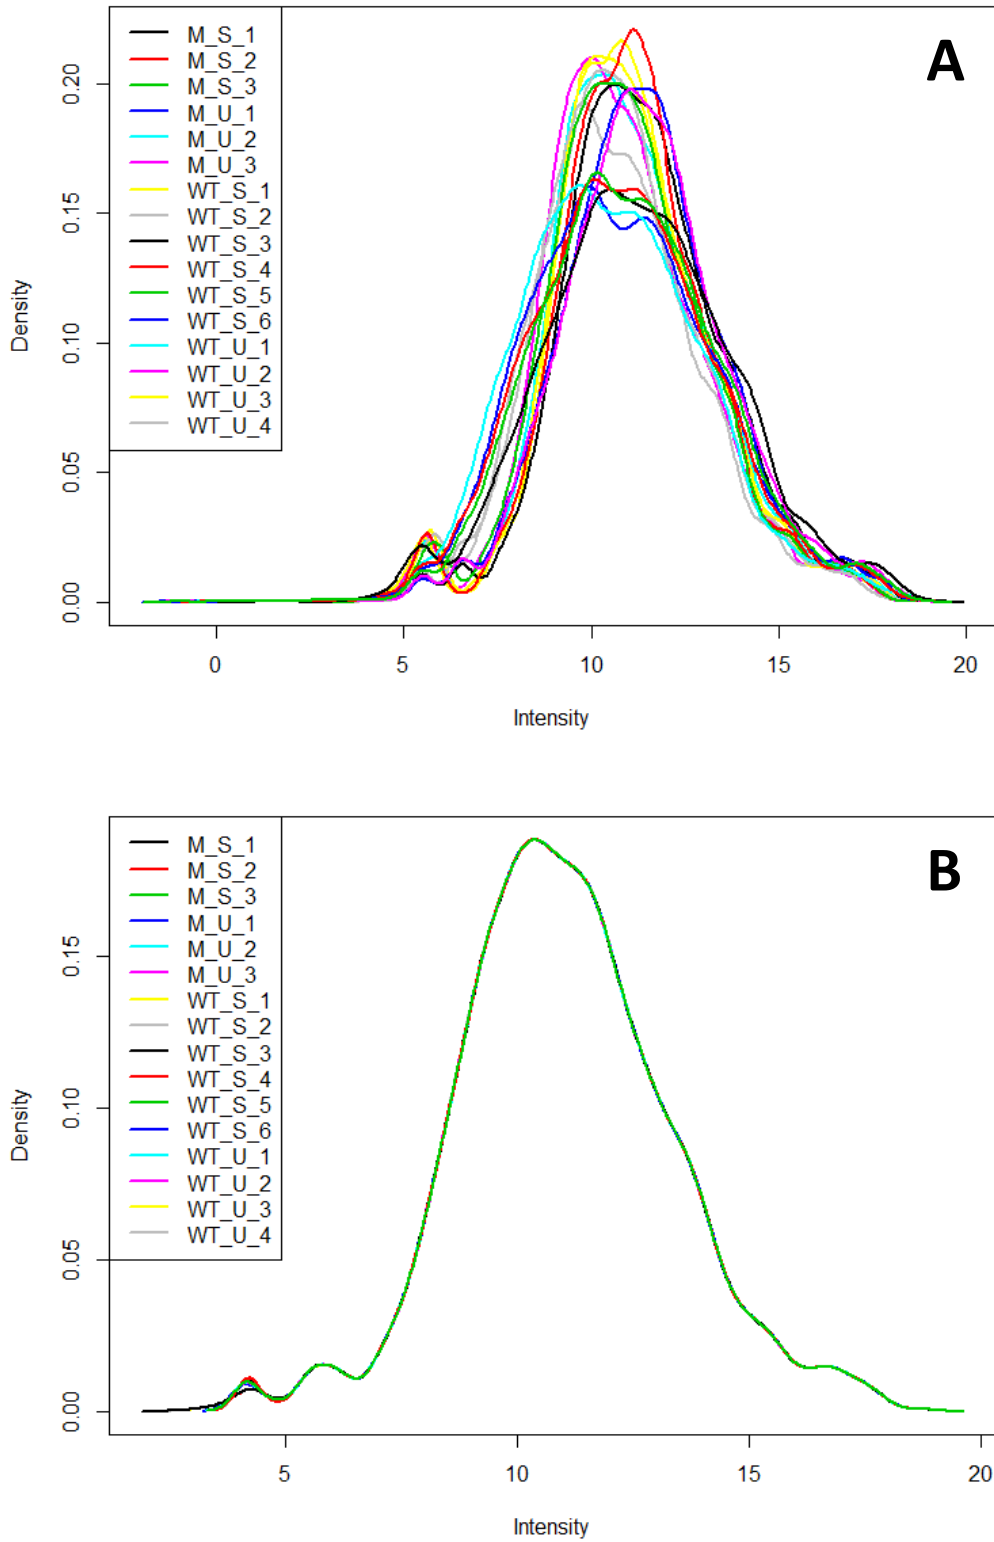 A
M_S_1
M_S_2
M_S_3
M_U_1
M_U_2
M_U_3
WT_S_1
WT_S_2
WT_S_3
WT_S_4
WT_S_5
WT_S_6
WT_U_1
WT_U_2
WT_U_3
WT_U_4
Density
0.20
0.15
0.10
0.05
0.00
0 5 10 15 20
Intensity
B
M_S_1
M_S_2
M_S_3
M_U_1
M_U_2
M_U_3
WT_S_1
WT_S_2
WT_S_3
WT_S_4
WT_S_5
WT_S_6
WT_U_1
WT_U_2
WT_U_3
WT_U_4
Density
0.15
0.10
0.05
0.00
5 10 15 20
Intensity